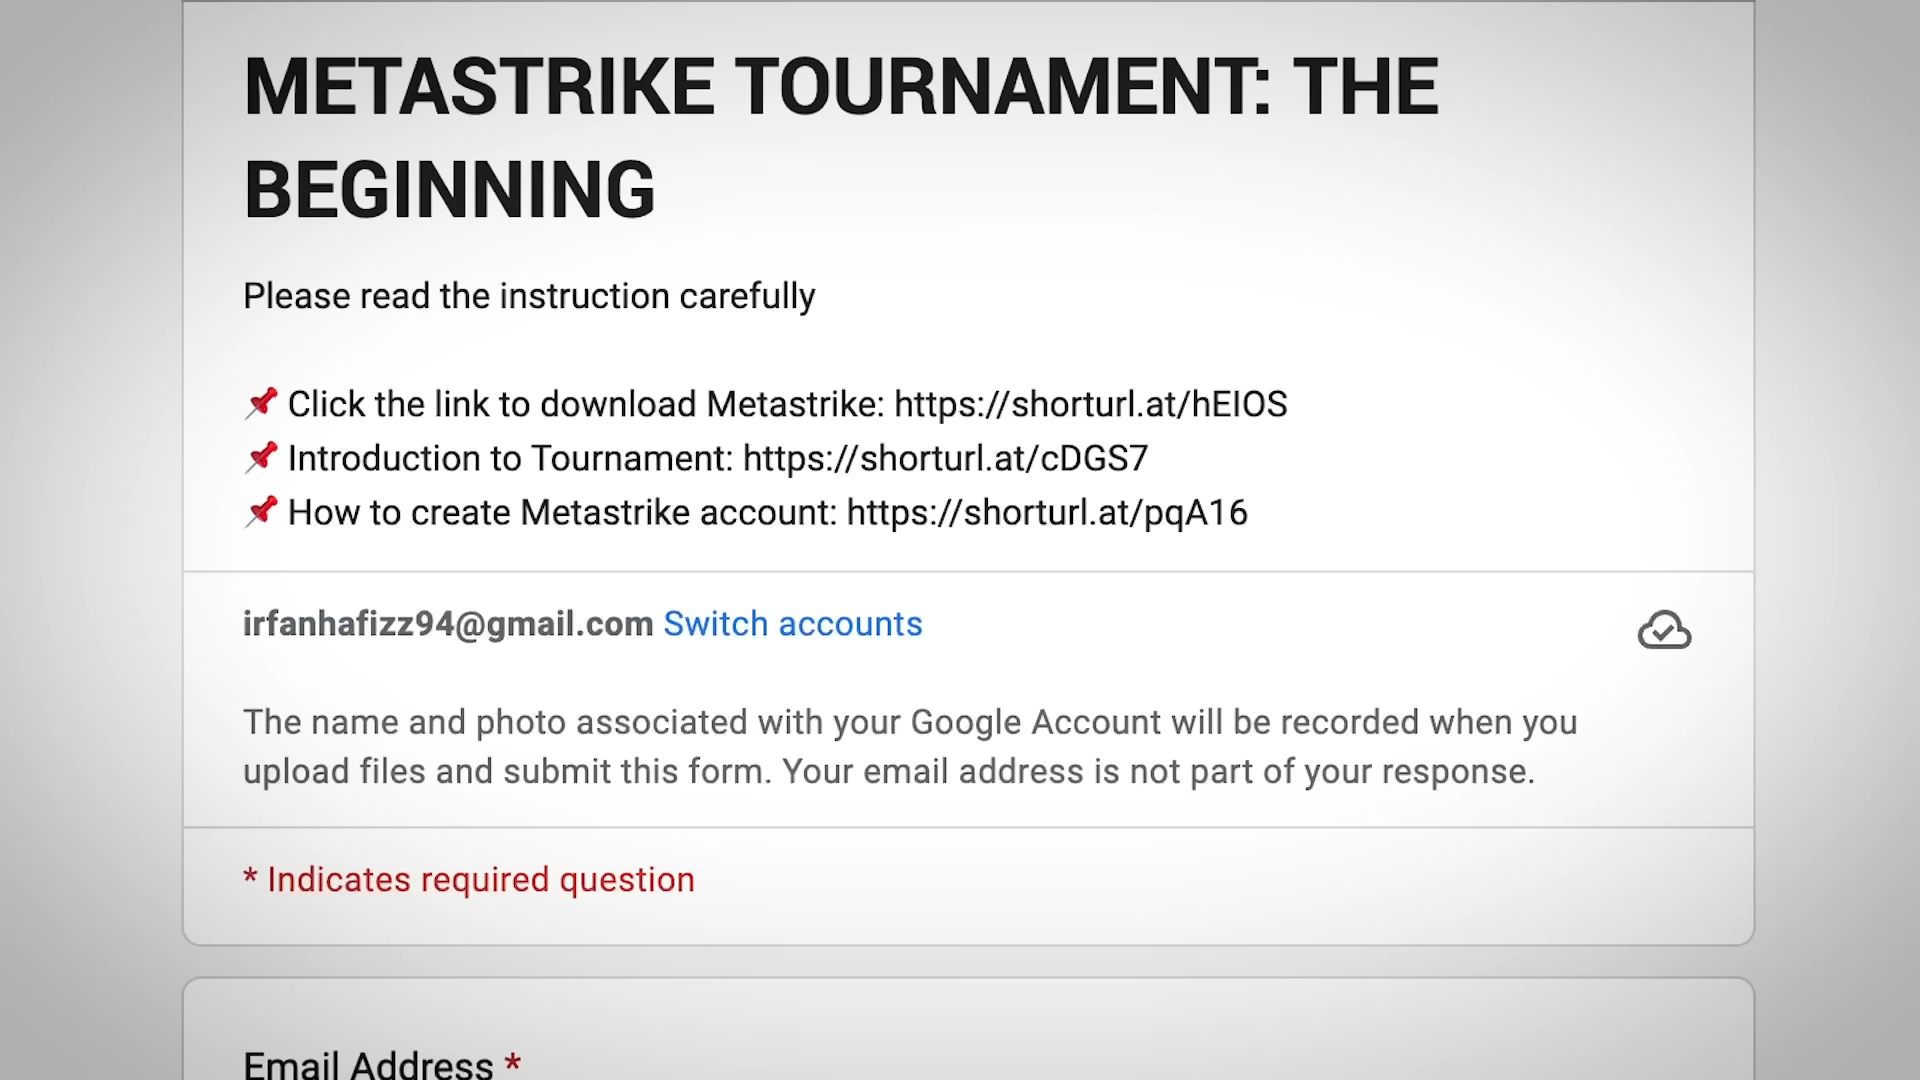 METASTRIKE TOURNAMENT: THE
BEGINNING
Please read the instruction carefully
📌 Click the link to download Metastrike: https://shorturl.at/hEIOS
📌 Introduction to Tournament: https://shorturl.at/cDGS7
📌 How to create Metastrike account: https://shorturl.at/pqA16
irfanhafizz94@gmail.com Switch accounts
The name and photo associated with your Google Account will be recorded when you
upload files and submit this form. Your email address is not part of your response.
* Indicates required question
Email Address *